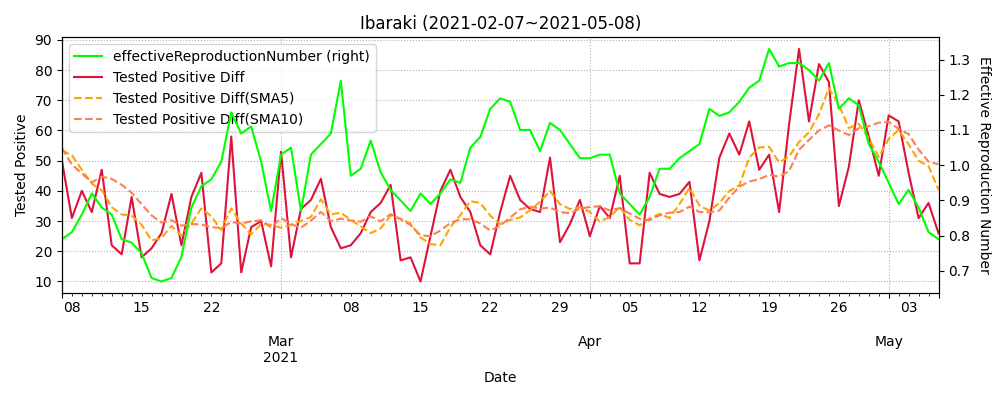 Ibaraki (2021-02-07~2021-05-08)
effectiveReproductionNumber (right)
Tested Positive Diff
Tested Positive Diff(SMA5)
Tested Positive Diff(SMA10)
Tested Positive
90
80
70
60
50
40
30
20
10
1.3
1.2
1.1
1.0
0.9
0.8
0.7
Effective Reproduction Number
08 15 22 08 15 22 29 05 12 19 26 03
Mar Apr May
2021
Date